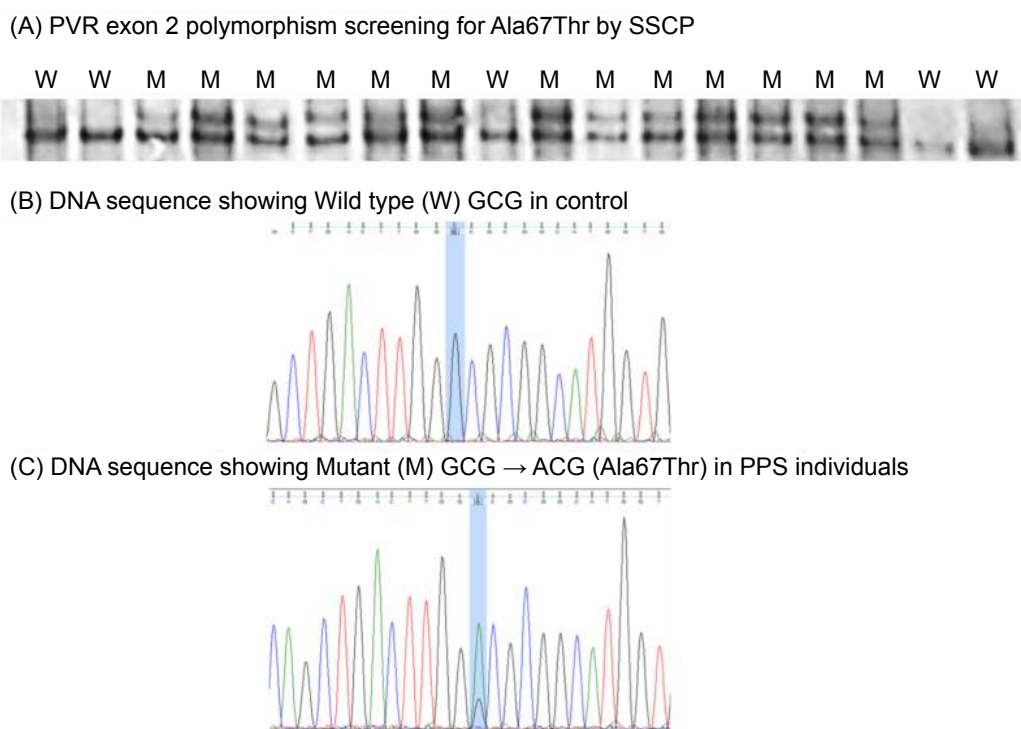 (A) PVR exon 2 polymorphism screening for Ala67Thr by SSCP
W W M M M M M M W M M M M M M M W W
(B) DNA sequence showing Wild type (W) GCG in control
(C) DNA sequence showing Mutant (M) GCG → ACG (Ala67Thr) in PPS individuals